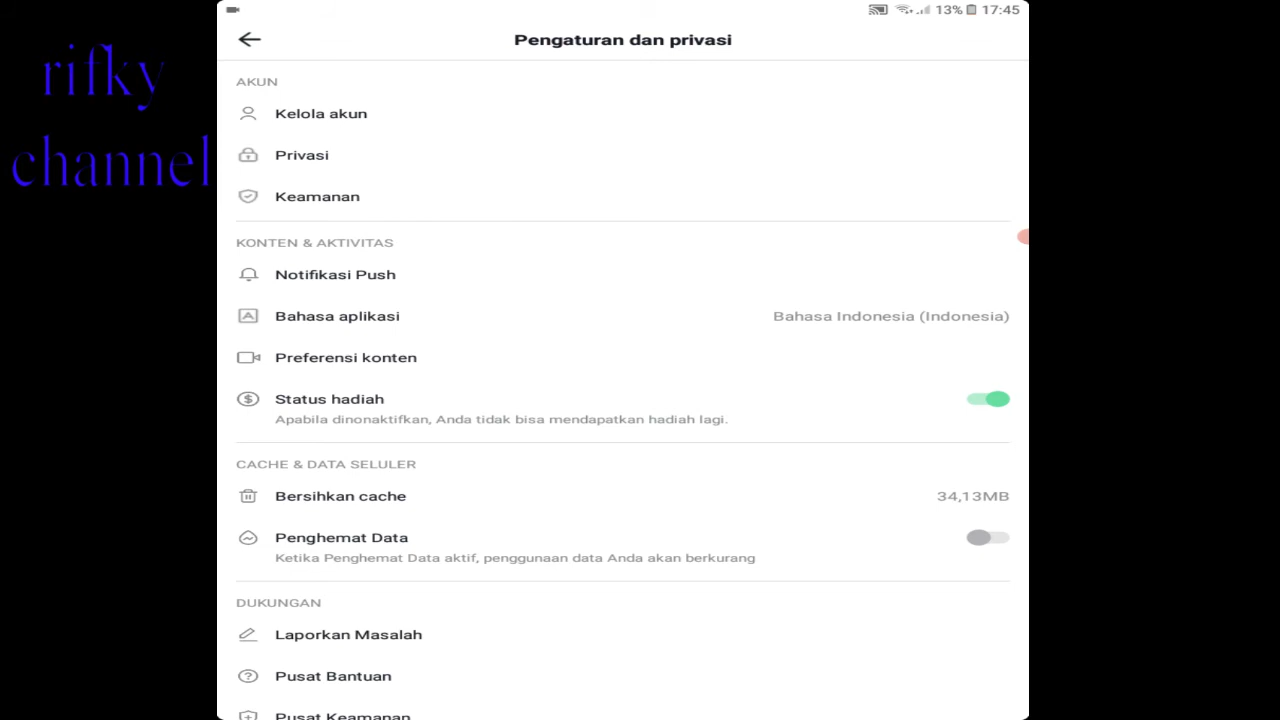 rifky
channel
13% 17:45
Pengaturan dan privasi
AKUN
Kelola akun
Privasi
Keamanan
KONTEN & AKTIVITAS
Notifikasi Push
Bahasa aplikasi Bahasa Indonesia (Indonesia)
Preferensi konten
Status hadiah
Apabila dinonaktifkan, Anda tidak bisa mendapatkan hadiah lagi.
CACHE & DATA SELULER
Bersihkan cache 34,13MB
Penghemat Data
Ketika Penghemat Data aktif, penggunaan data Anda akan berkurang
DUKUNGAN
Laporkan Masalah
Pusat Bantuan
Pusat Keamanan